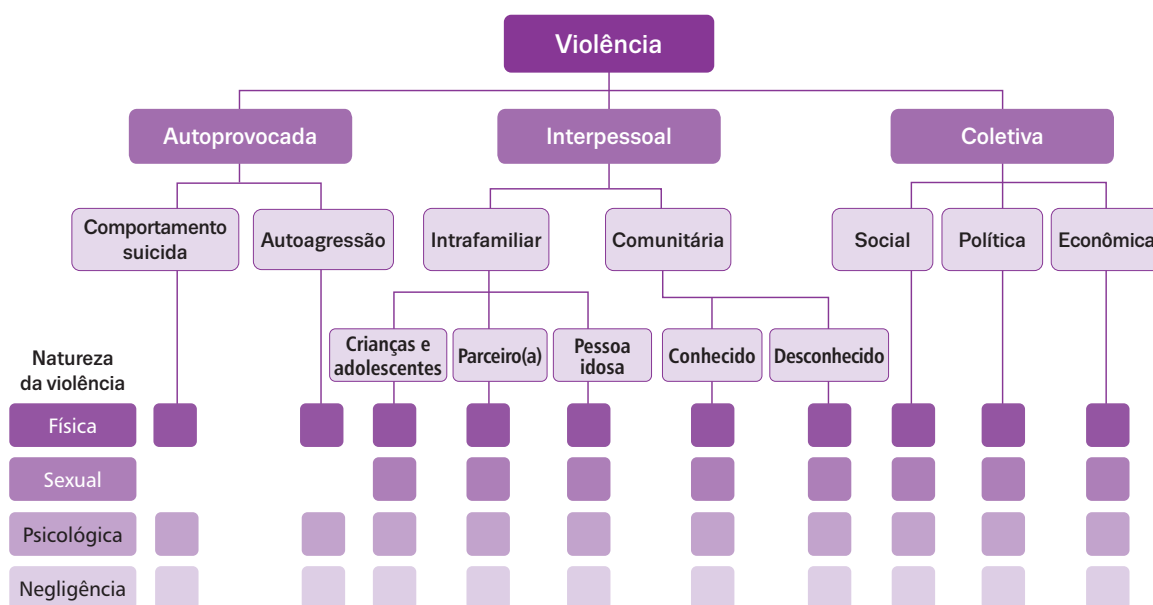 Violência
Autoprovocada
Interpessoal
Coletiva
Comportamento
suicida
Autoagressão
Intrafamiliar
Comunitária
Social
Política
Econômica
Crianças e
adolescentes
Parceiro(a)
Pessoa
idosa
Conhecido
Desconhecido
Natureza
da violência
Física
Sexual
Psicológica
Negligência